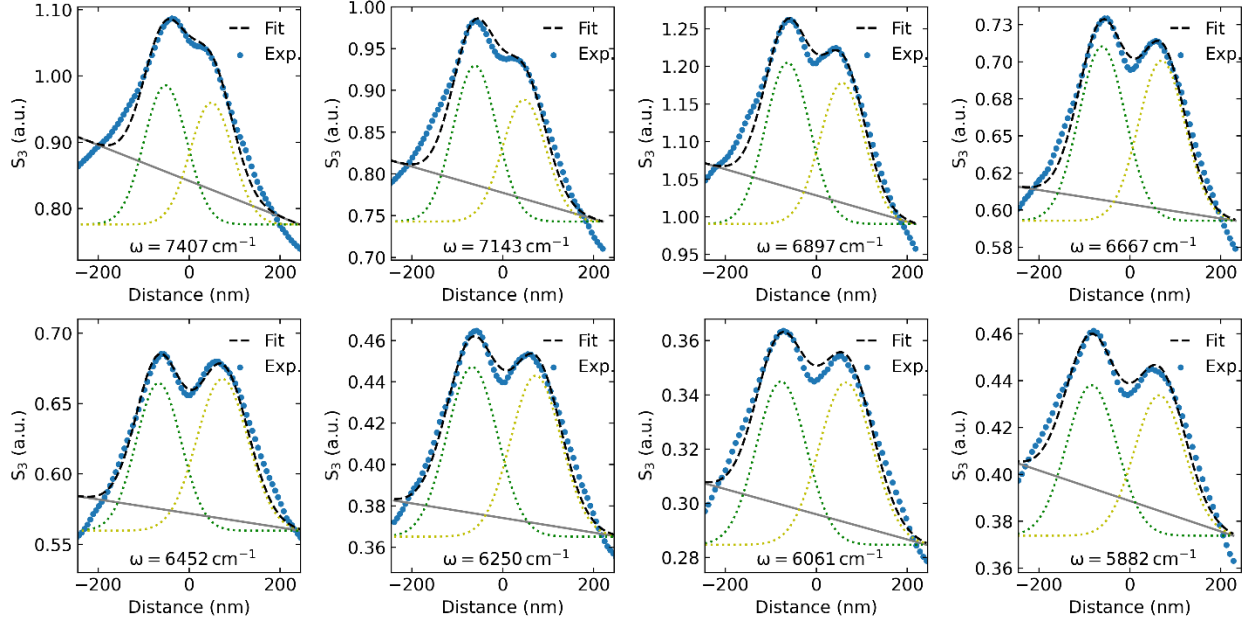 1.10
1.00
0.90
0.80
S₃ (a.u.)
Fit
Exp.
ω = 7407 cm⁻¹
−200
0
200
Distance (nm)
1.00
0.95
0.90
0.85
0.80
0.75
0.70
S₃ (a.u.)
Fit
Exp.
ω = 7143 cm⁻¹
−200
0
200
Distance (nm)
1.25
1.20
1.16
1.10
1.05
1.00
0.95
S₃ (a.u.)
Fit
Exp.
ω = 6897 cm⁻¹
−200
0
200
Distance (nm)
0.73
0.70
0.68
0.65
0.62
0.60
0.58
S₃ (a.u.)
Fit
Exp.
ω = 6667 cm⁻¹
−200
0
200
Distance (nm)
0.70
0.65
0.60
0.55
S₃ (a.u.)
Fit
Exp.
ω = 6452 cm⁻¹
−200
0
200
Distance (nm)
0.46
0.44
0.42
0.40
0.38
0.36
S₃ (a.u.)
Fit
Exp.
ω = 6250 cm⁻¹
−200
0
200
Distance (nm)
0.36
0.34
0.32
0.30
0.28
S₃ (a.u.)
Fit
Exp.
ω = 6061 cm⁻¹
−200
0
200
Distance (nm)
0.46
0.44
0.42
0.40
0.38
0.36
S₃ (a.u.)
Fit
Exp.
ω = 5882 cm⁻¹
−200
0
200
Distance (nm)